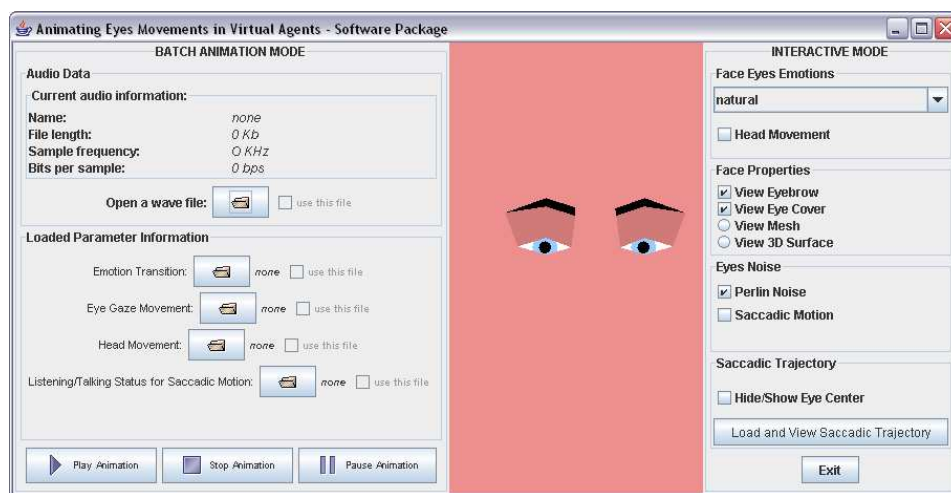 Animating Eyes Movements in Virtual Agents - Software Package
BATCH ANIMATION MODE
Audio Data
Current audio information:
Name: none
File length: 0 Kb
Sample frequency: O KHz
Bits per sample: 0 bps
Open a wave file: use this file
Loaded Parameter Information
Emotion Transition: none use this file
Eye Gaze Movement: none use this file
Head Movement: none use this file
Listening/Talking Status for Saccadic Motion: none use this file
Play Animation Stop Animation Pause Animation
INTERACTIVE MODE
Face Eyes Emotions
natural
Head Movement
Face Properties
View Eyebrow
View Eye Cover
View Mesh
View 3D Surface
Eyes Noise
Perlin Noise
Saccadic Motion
Saccadic Trajectory
Hide/Show Eye Center
Load and View Saccadic Trajectory
Exit